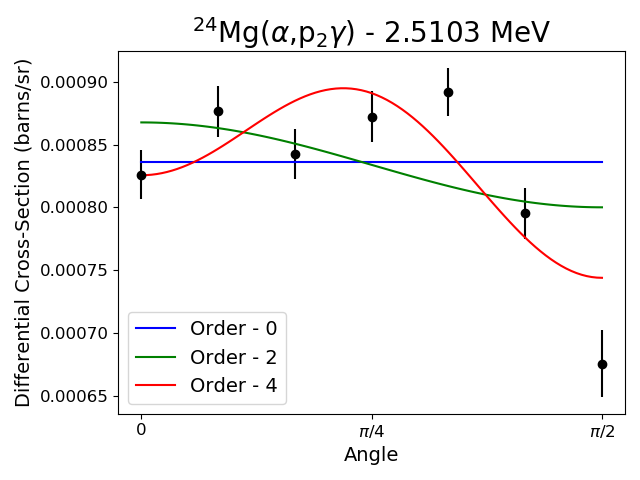 ²⁴Mg(α,p₂γ) - 2.5103 MeV
Differential Cross-Section (barns/sr)
0.00090
0.00085
0.00080
0.00075
0.00070
0.00065
Order - 0
Order - 2
Order - 4
0
π/4
π/2
Angle